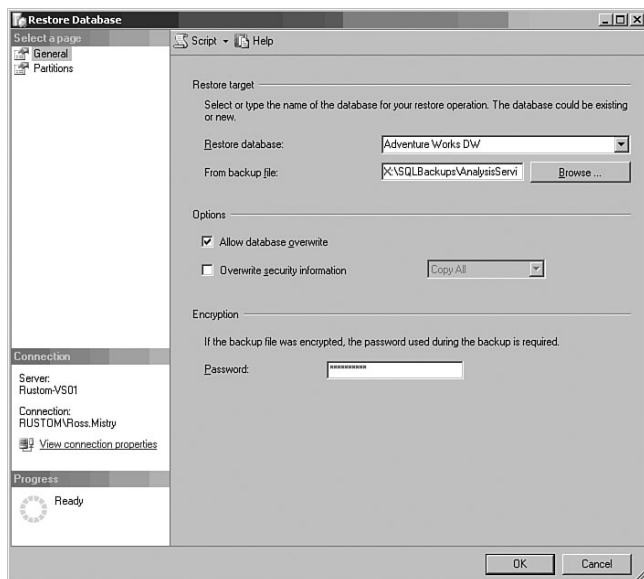 Restore Database
Select a page
General
Partitions
Script
Help
Restore target
Select or type the name of the database for your restore operation. The database could be existing
or new.
Restore database:
Adventure Works DW
From backup file:
X:\SQLBackups\AnalysisServi
Browse ...
Options
Allow database overwrite
Overwrite security information
Copy All
Encryption
If the backup file was encrypted, the password used during the backup is required.
Password:
**********
Connection
Server:
Rustom-VS01
Connection:
RUSTOM\Ross.Mistry
View connection properties
Progress
Ready
OK
Cancel